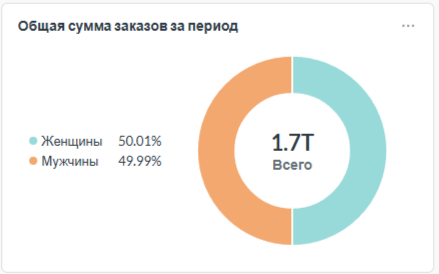 Общая сумма заказов за период
Женщины 50.01%
Мужчины 49.99%
1.7T
Всего